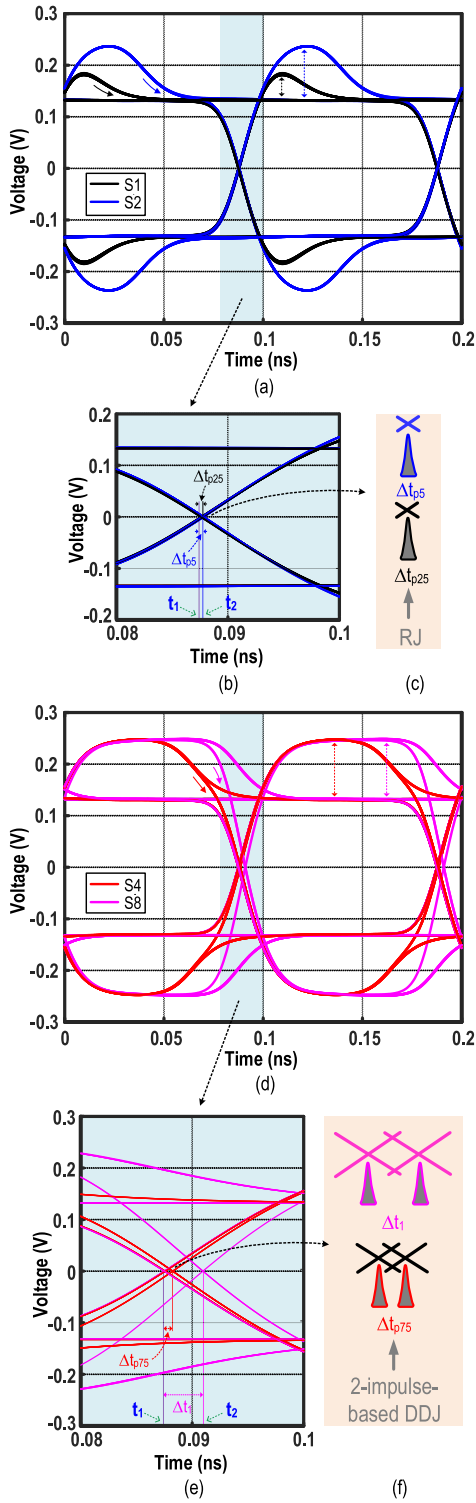 0.3
0.2
0.1
0
-0.1
-0.2
-0.3
Voltage (V)
S1
S2
0
0.05
0.1
0.15
0.2
Time (ns)
(a)
0.2
0.1
0
-0.1
-0.2
Voltage (V)
Δtp25
Δtp5
t1
t2
0.08
0.09
0.1
Time (ns)
(b)
Δtp5
Δtp25
RJ
(c)
0.3
0.2
0.1
0
-0.1
-0.2
-0.3
Voltage (V)
S4
S8
0
0.05
0.1
0.15
0.2
Time (ns)
(d)
0.3
0.2
0.1
0
-0.1
-0.2
-0.3
Voltage (V)
Δtp75
Δt1
t1
t2
0.08
0.09
0.1
Time (ns)
(e)
Δt1
Δtp75
2-impulse-
based DDJ
(f)